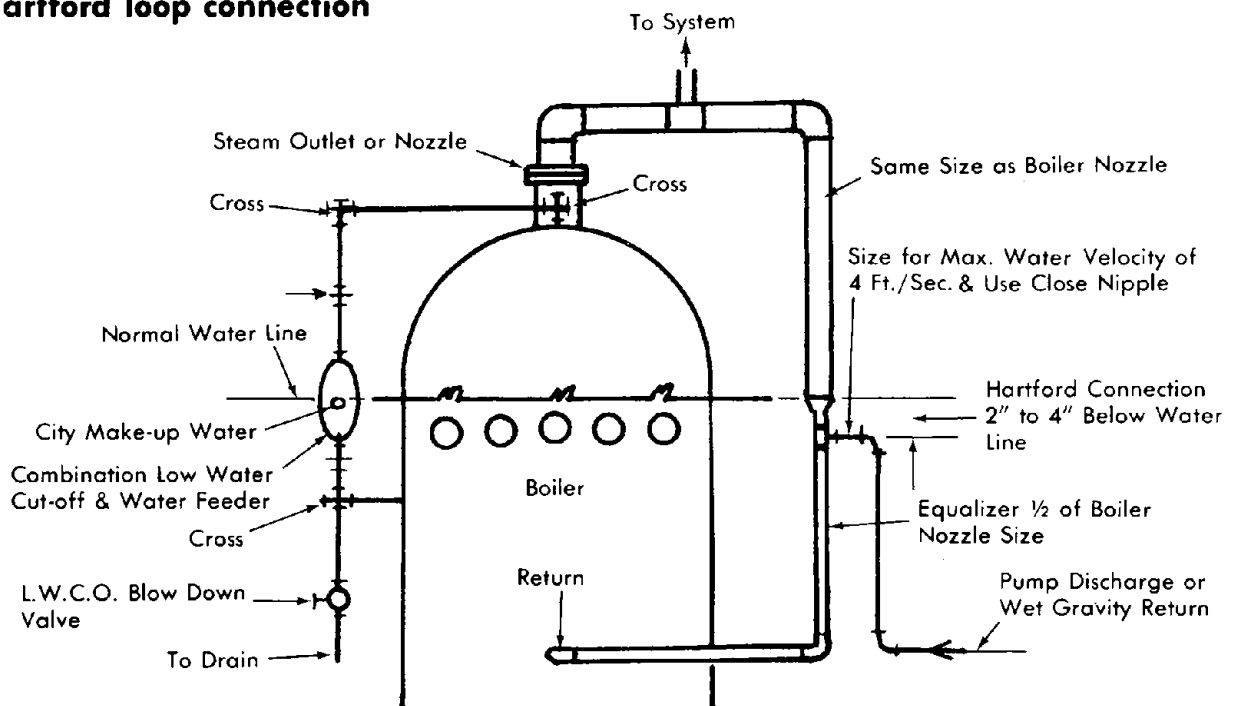 artford loop connection
To System
Steam Outlet or Nozzle
Cross
Cross
Same Size as Boiler Nozzle
Size for Max. Water Velocity of
4 Ft./Sec. & Use Close Nipple
Normal Water Line
Hartford Connection
2" to 4" Below Water
Line
City Make-up Water
Combination Low Water
Cut-off & Water Feeder
Boiler
Cross
Equalizer ½ of Boiler
Nozzle Size
L.W.C.O. Blow Down
Valve
Return
Pump Discharge or
Wet Gravity Return
To Drain